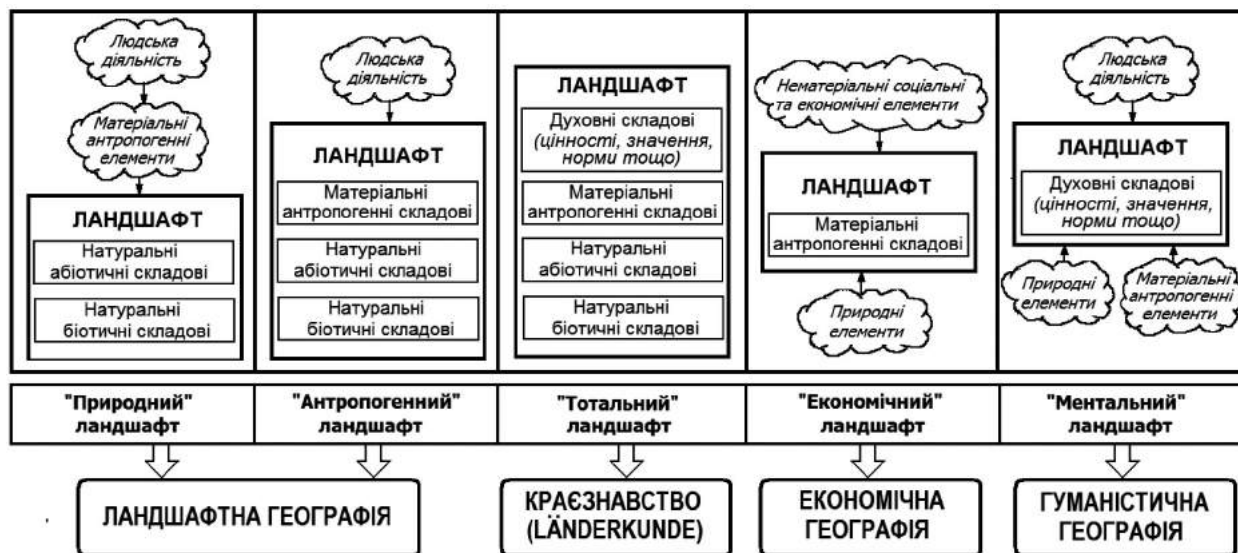 Людська
діяльність
Матеріальні
антропогенні
елементи
ЛАНДШАФТ
Натуральні
абіотичні складові
Натуральні
біотичні складові
Людська
діяльність
ЛАНДШАФТ
Матеріальні
антропогенні складові
Натуральні
абіотичні складові
Натуральні
біотичні складові
ЛАНДШАФТ
Духовні складові
(цінності, значення,
норми тощо)
Матеріальні
антропогенні складові
Натуральні
абіотичні складові
Натуральні
біотичні складові
Нематеріальні соціальні
та економічні елементи
ЛАНДШАФТ
Матеріальні
антропогенні складові
Природні
елементи
Людська
діяльність
ЛАНДШАФТ
Духовні складові
(цінності, значення,
норми тощо)
Природні
елементи
Матеріальні
антропогенні
елементи
"Природний"
ландшафт
"Антропогенний"
ландшафт
"Тотальний"
ландшафт
"Економічний"
ландшафт
"Ментальний"
ландшафт
ЛАНДШАФТНА ГЕОГРАФІЯ
КРАЄЗНАВСТВО
(LÄNDERKUNDE)
ЕКОНОМІЧНА
ГЕОГРАФІЯ
ГУМАНІСТИЧНА
ГЕОГРАФІЯ